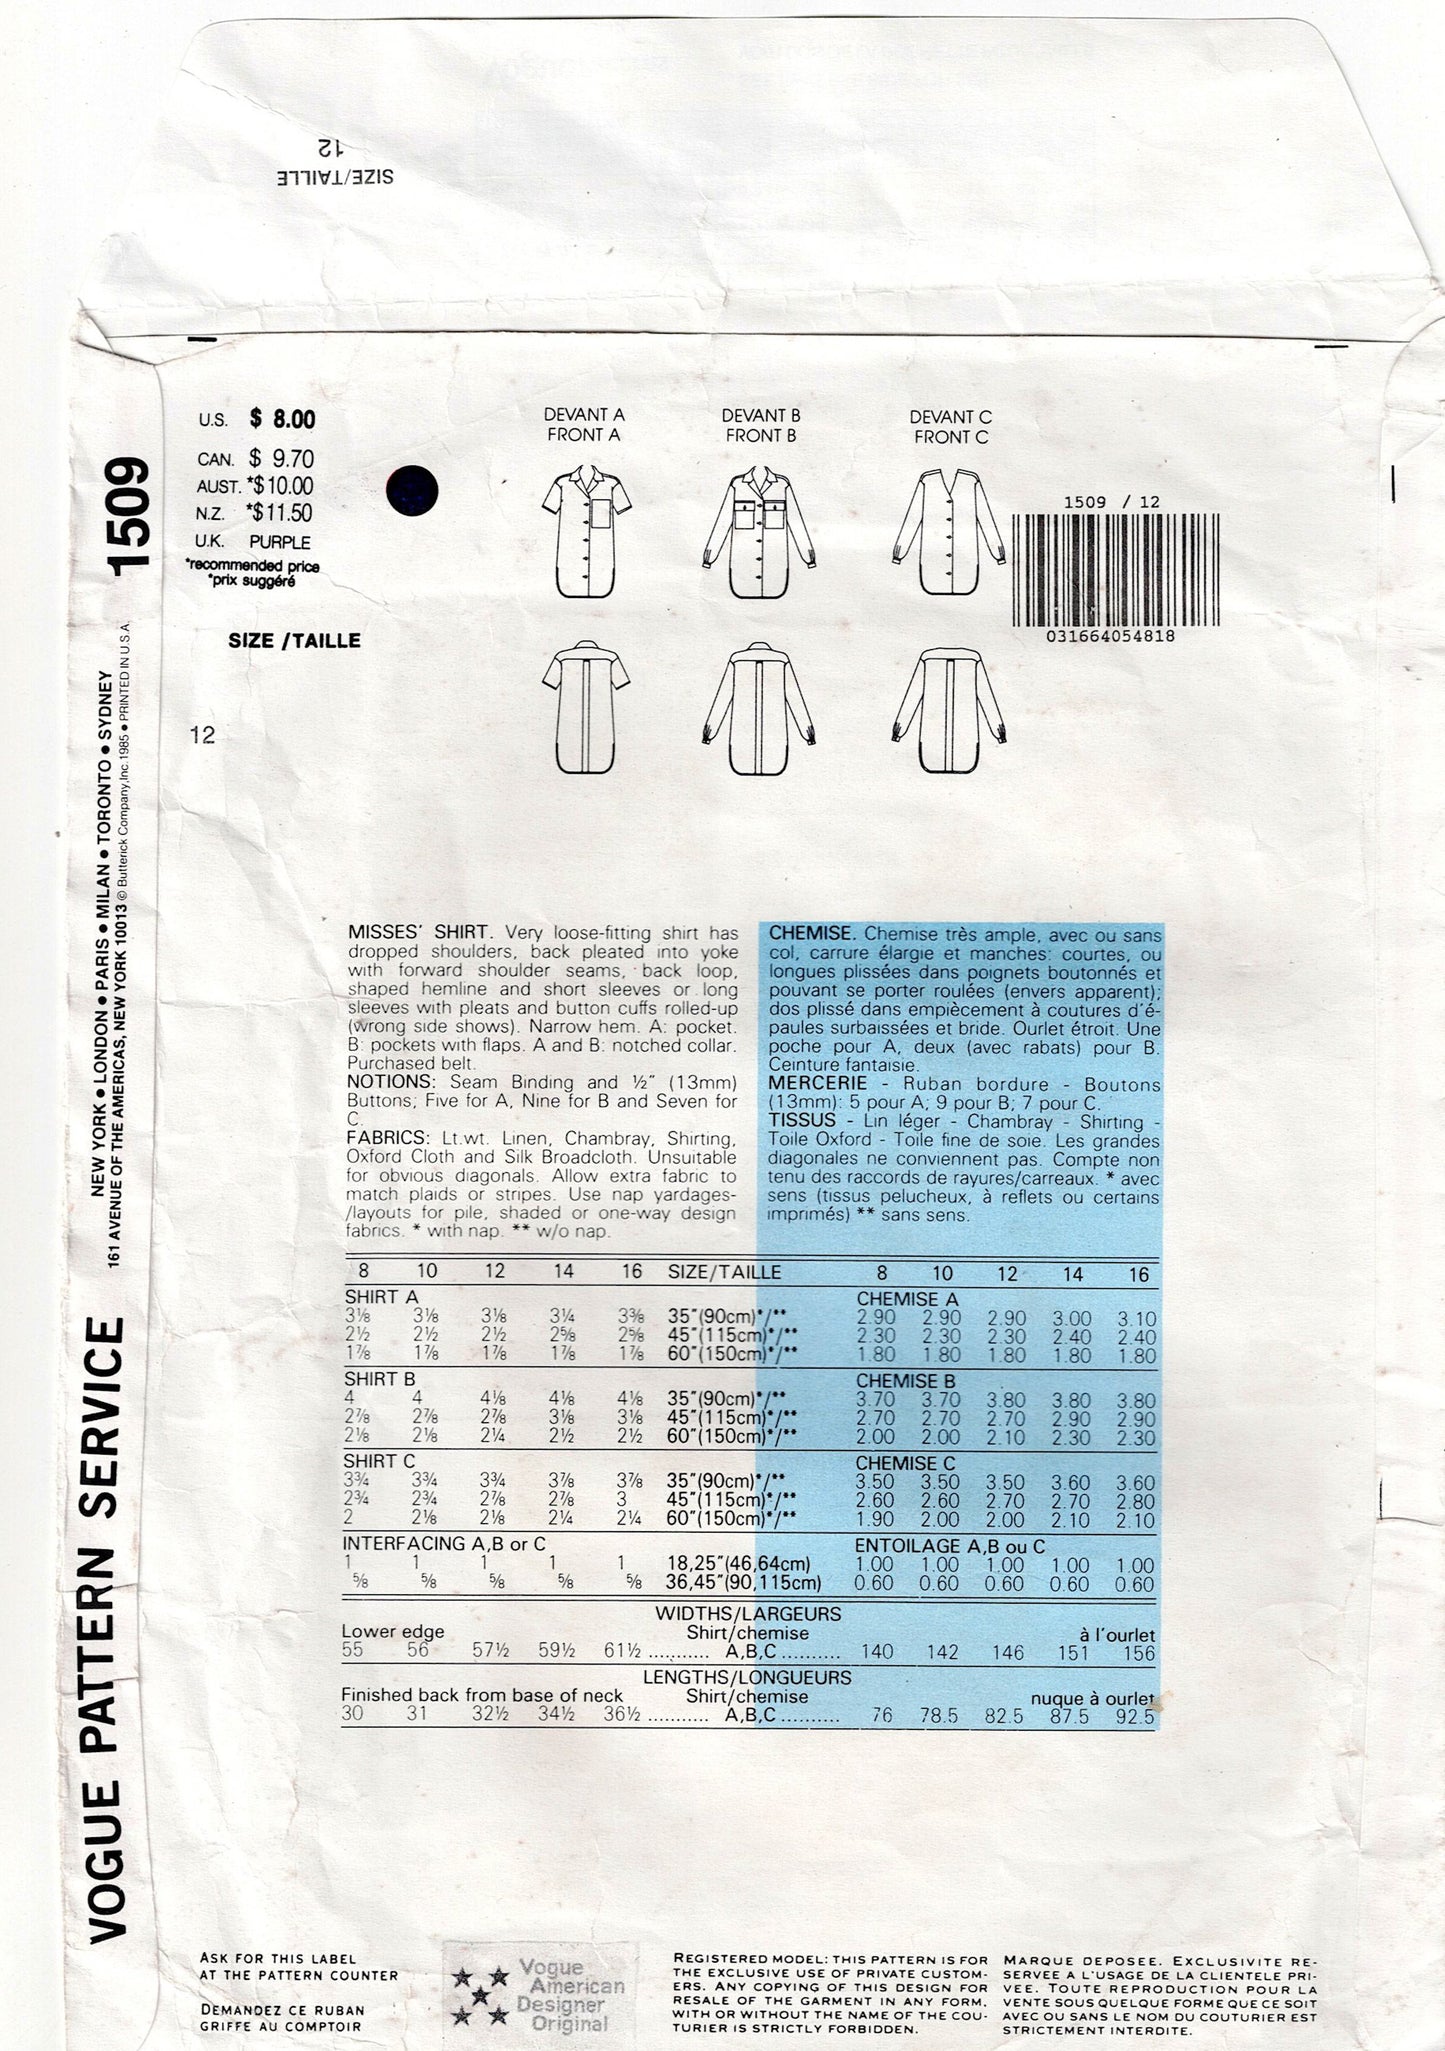 SIZE/TAILLE
12
U.S. $ 8.00
CAN. $ 9.70
AUST. *$10.00
N.Z. *$11.50
U.K. PURPLE
*recommended price
*prix suggéré
SIZE /TAILLE
12
DEVANT A
FRONT A
DEVANT B
FRONT B
DEVANT C
FRONT C
1509 / 12
031664054818
1509
NEW YORK • LONDON • PARIS • MILAN • TORONTO • SYDNEY
161 AVENUE OF THE AMERICAS, NEW YORK 10013 © Butterick Company, Inc. 1985 • PRINTED IN U.S.A.
VOGUE PATTERN SERVICE
MISSES' SHIRT. Very loose-fitting shirt has
dropped shoulders, back pleated into yoke
with forward shoulder seams, back loop,
shaped hemline and short sleeves or long
sleeves with pleats and button cuffs rolled-up
(wrong side shows). Narrow hem. A: pocket.
B: pockets with flaps. A and B: notched collar.
Purchased belt.
NOTIONS: Seam Binding and ½" (13mm)
Buttons; Five for A, Nine for B and Seven for
C.
FABRICS: Lt.wt. Linen, Chambray, Shirting,
Oxford Cloth and Silk Broadcloth. Unsuitable
for obvious diagonals. Allow extra fabric to
match plaids or stripes. Use nap yardages-
/layouts for pile, shaded or one-way design
fabrics. * with nap. ** w/o nap.
CHEMISE. Chemise très ample, avec ou sans
col, carrure élargie et manches: courtes, ou
longues plissées dans poignets boutonnés et
pouvant se porter roulées (envers apparent);
dos plissé dans empiècement à coutures d'é-
paules surbaissées et bride. Ourlet étroit. Une
poche pour A, deux (avec rabats) pour B.
Ceinture fantaisie.
MERCERIE - Ruban bordure - Boutons
(13mm): 5 pour A; 9 pour B; 7 pour C.
TISSUS - Lin léger - Chambray - Shirting -
Toile Oxford - Toile fine de soie. Les grandes
diagonales ne conviennent pas. Compte non
tenu des raccords de rayures/carreaux. * avec
sens (tissus pelucheux, à reflets ou certains
imprimés) ** sans sens.
8 10 12 14 16 SIZE/TAILLE 8 10 12 14 16
SHIRT A CHEMISE A
3⅛ 3⅛ 3⅛ 3¼ 3⅜ 35"(90cm)*/** 2.90 2.90 2.90 3.00 3.10
2½ 2½ 2½ 2⅝ 2⅝ 45"(115cm)*/** 2.30 2.30 2.30 2.40 2.40
1⅞ 1⅞ 1⅞ 1⅞ 1⅞ 60"(150cm)*/** 1.80 1.80 1.80 1.80 1.80
SHIRT B CHEMISE B
4 4 4⅛ 4⅛ 4⅛ 35"(90cm)*/** 3.70 3.70 3.80 3.80 3.80
2⅞ 2⅞ 2⅞ 3⅛ 3⅛ 45"(115cm)*/** 2.70 2.70 2.70 2.90 2.90
2⅛ 2⅛ 2¼ 2½ 2½ 60"(150cm)*/** 2.00 2.00 2.10 2.30 2.30
SHIRT C CHEMISE C
3¾ 3¾ 3¾ 3⅞ 3⅞ 35"(90cm)*/** 3.50 3.50 3.50 3.60 3.60
2¾ 2¾ 2⅞ 2⅞ 3 45"(115cm)*/** 2.60 2.60 2.70 2.70 2.80
2 2⅛ 2⅛ 2¼ 2¼ 60"(150cm)*/** 1.90 2.00 2.00 2.10 2.10
INTERFACING A,B or C ENTOILAGE A,B ou C
1 1 1 1 1 18,25"(46,64cm) 1.00 1.00 1.00 1.00 1.00
⅝ ⅝ ⅝ ⅝ ⅝ 36,45"(90,115cm) 0.60 0.60 0.60 0.60 0.60
WIDTHS/LARGEURS
Lower edge Shirt/chemise à l'ourlet
55 56 57½ 59½ 61½ .......... A,B,C .......... 140 142 146 151 156
LENGTHS/LONGUEURS
Finished back from base of neck Shirt/chemise nuque à ourlet
30 31 32½ 34½ 36½ .......... A,B,C .......... 76 78.5 82.5 87.5 92.5
ASK FOR THIS LABEL
AT THE PATTERN COUNTER
DEMANDEZ CE RUBAN
GRIFFE AU COMPTOIR
Vogue
American
Designer
Original
REGISTERED MODEL: THIS PATTERN IS FOR
THE EXCLUSIVE USE OF PRIVATE CUSTOM-
ERS. ANY COPYING OF THIS DESIGN FOR
RESALE OF THE GARMENT IN ANY FORM,
WITH OR WITHOUT THE NAME OF THE COU-
TURIER IS STRICTLY FORBIDDEN.
MARQUE DEPOSEE. EXCLUSIVITE RE-
SERVEE A L'USAGE DE LA CLIENTELE PRI-
VEE. TOUTE REPRODUCTION POUR LA
VENTE SOUS QUELQUE FORME QUE CE SOIT
AVEC OU SANS LE NOM DU COUTURIER EST
STRICTEMENT INTERDITE.